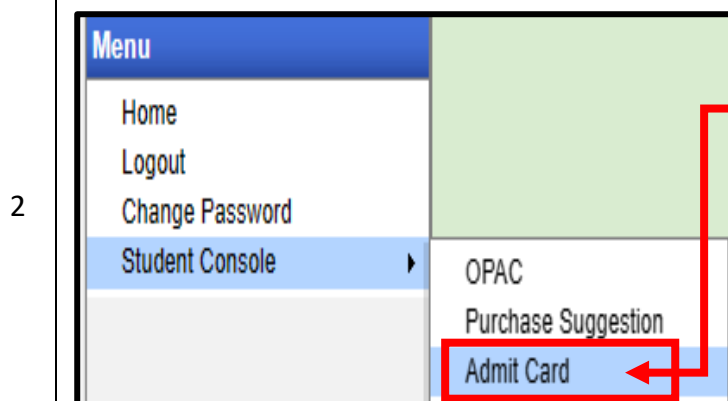 Menu
Home
Logout
2
Change Password
Student Console
OPAC
Purchase Suggestion
Admit Card